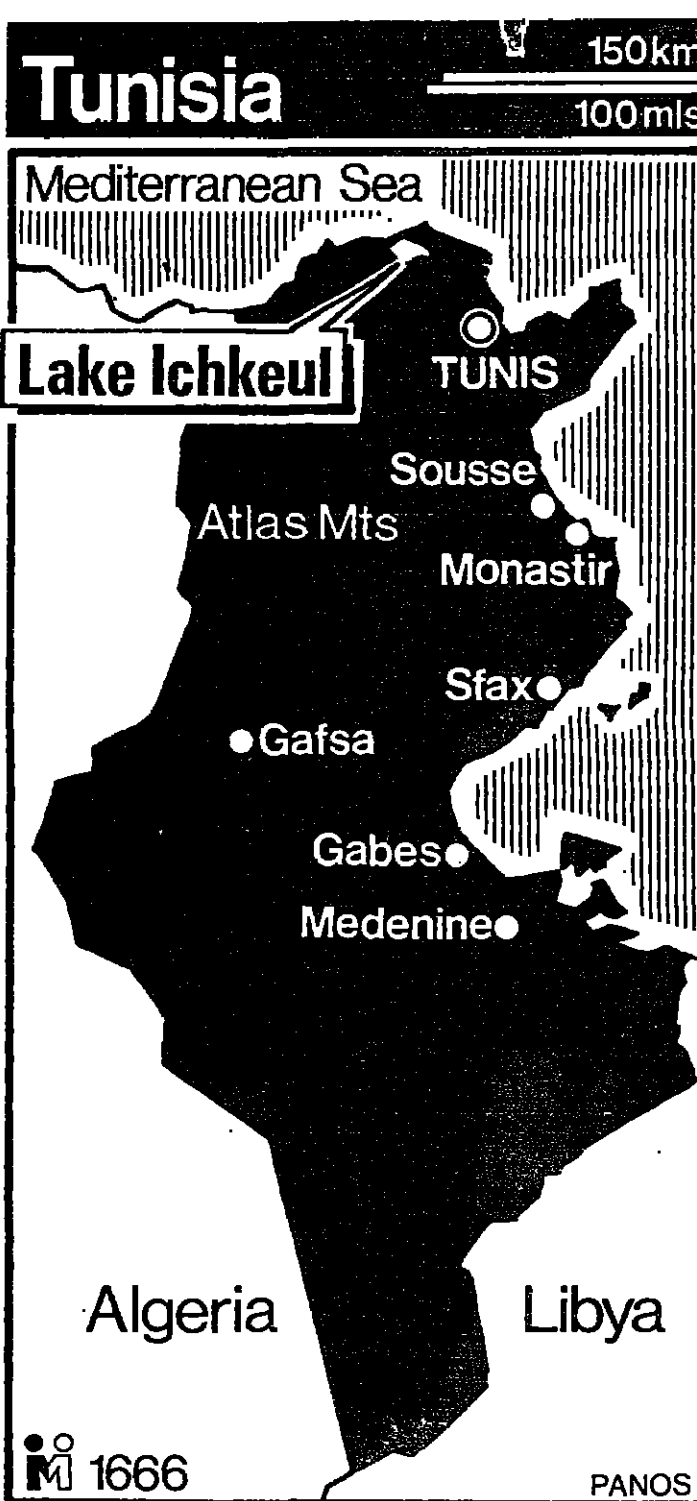 Tunisia
150km
100mls
Mediterranean Sea
Lake Ichkeul
TUNIS
Sousse
Atlas Mts
Monastir
Sfax
Gafsa
Gabes
Medenine
Algeria
Libya
iM 1666
PANOS